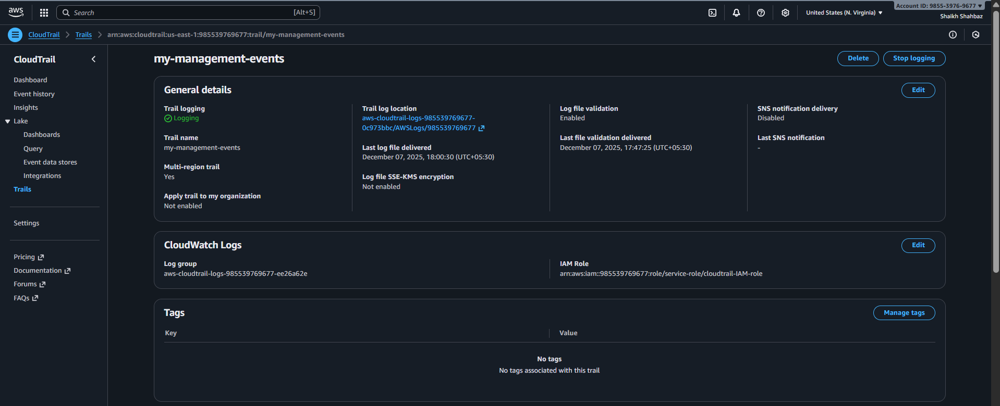 aws
Search
[Alt+S]
United States (N. Virginia)
Account ID: 9855-3976-9677
Shaikh Shahbaz
CloudTrail
Trails
arn:aws:cloudtrail:us-east-1:985539769677:trail/my-management-events
CloudTrail
Dashboard
Event history
Insights
Lake
Dashboards
Query
Event data stores
Integrations
Trails
Settings
Pricing
Documentation
Forums
FAQs
my-management-events
Delete
Stop logging
General details
Edit
Trail logging
Logging
Trail name
my-management-events
Multi-region trail
Yes
Apply trail to my organization
Not enabled
Trail log location
aws-cloudtrail-logs-985539769677-
0c973bbc/AWSLogs/985539769677
Last log file delivered
December 07, 2025, 18:00:30 (UTC+05:30)
Log file SSE-KMS encryption
Not enabled
Log file validation
Enabled
Last file validation delivered
December 07, 2025, 17:47:25 (UTC+05:30)
SNS notification delivery
Disabled
Last SNS notification
-
CloudWatch Logs
Edit
Log group
aws-cloudtrail-logs-985539769677-ee26a62e
IAM Role
arn:aws:iam::985539769677:role/service-role/cloudtrail-IAM-role
Tags
Manage tags
Key
Value
No tags
No tags associated with this trail